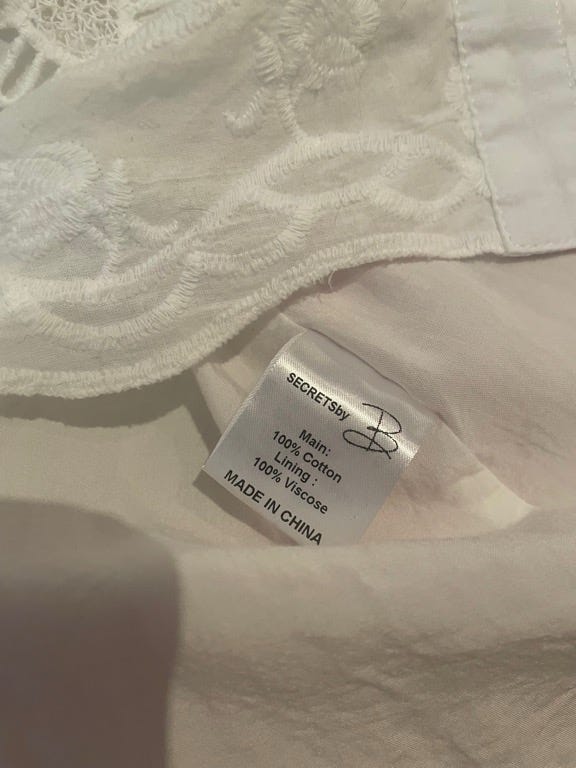 SECRETSby B
Main:
100% Cotton
Lining :
100% Viscose
MADE IN CHINA